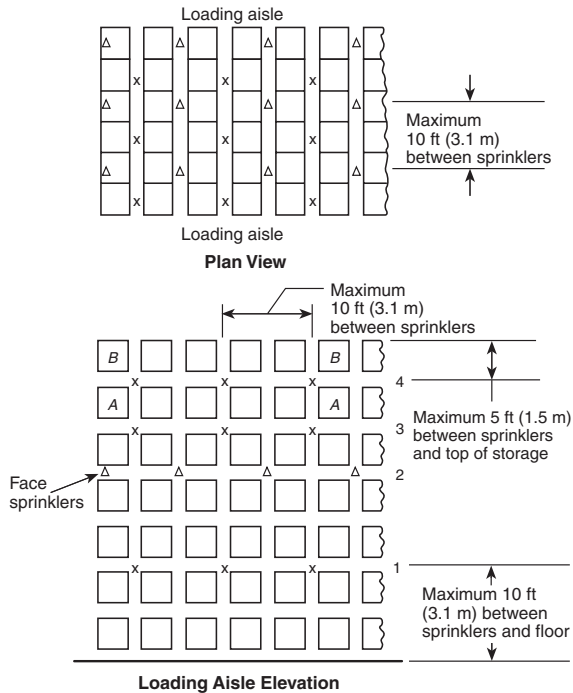 Loading aisle
x x x
x x x
x x x
Maximum
10 ft (3.1 m)
between sprinklers
Loading aisle
Plan View
Maximum
10 ft (3.1 m)
between sprinklers
B B
x x x 4
A A
Maximum 5 ft (1.5 m)
between sprinklers
and top of storage
x x x 3
Face
sprinklers
2
x x x 1
Maximum 10 ft
(3.1 m) between
sprinklers and floor
Loading Aisle Elevation